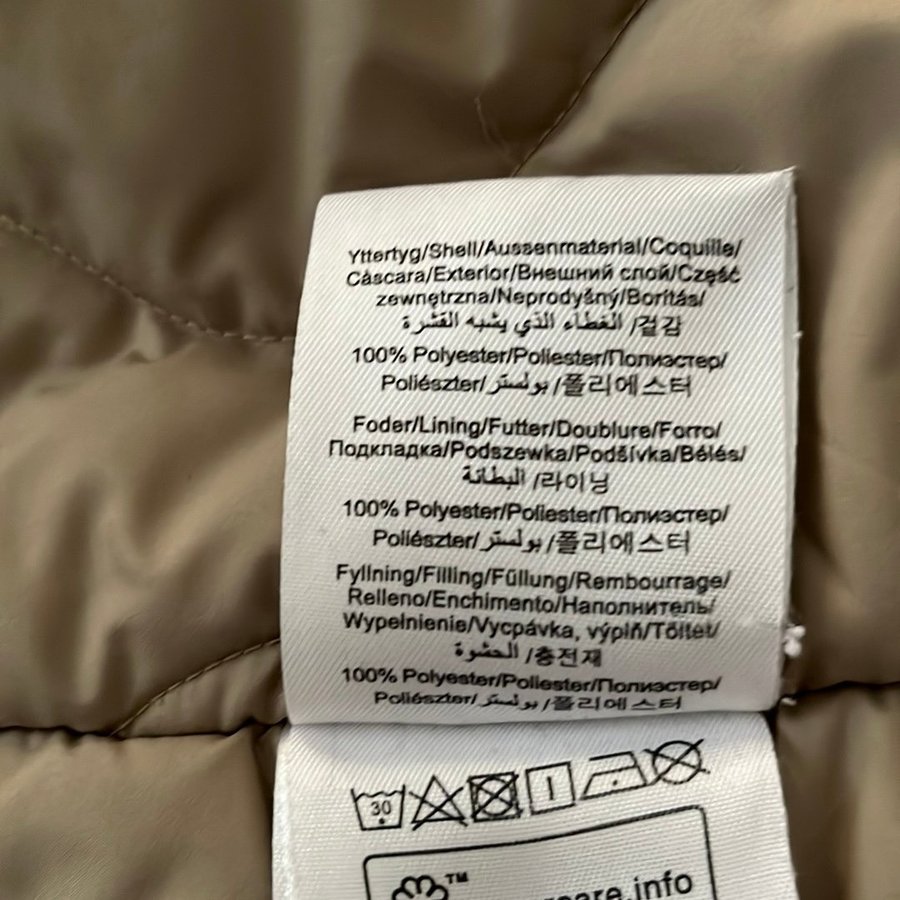 Yttertyg/Shell/Aussenmaterial/Coquille/
Cáscara/Exterior/Внешний слой/Część
zewnętrzna/Neprodyšný/Borítás/
الغطاء الذي يشبه القشرة /겉감
100% Polyester/Poliester/Полиэстер/
Poliészter/بولستر/폴리에스터
Foder/Lining/Futter/Doublure/Forro/
Подкладка/Podszewka/Podšívka/Bélés/
البطانة /라이닝
100% Polyester/Poliester/Полиэстер/
Poliészter/بولستر/폴리에스터
Fyllning/Filling/Füllung/Rembourrage/
Relleno/Enchimento/Наполнитель/
Wypełnienie/Vycpávka, výplň/Töltet/
الحشوة /충전재
100% Polyester/Poliester/Полиэстер/
Poliészter/بولستر/폴리에스터
30
TM
care.info